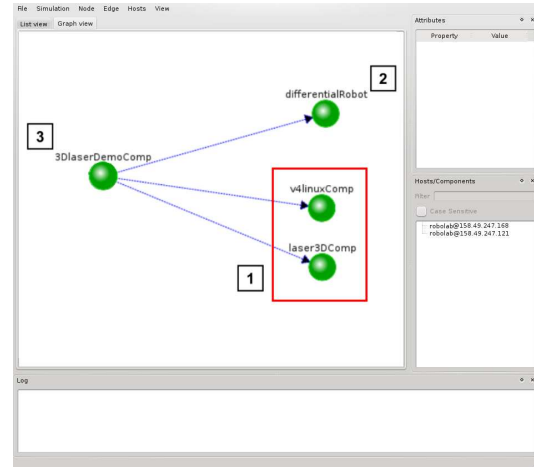 File Simulation Node Edge Hosts View
List view Graph view
Attributes
Property Value
2
differentialRobot
3
3DlaserDemoComp
v4linuxComp
Hosts/Components
Filter
Case Sensitive
robolab@158.49.247.168
robolab@158.49.247.121
laser3DComp
1
Log